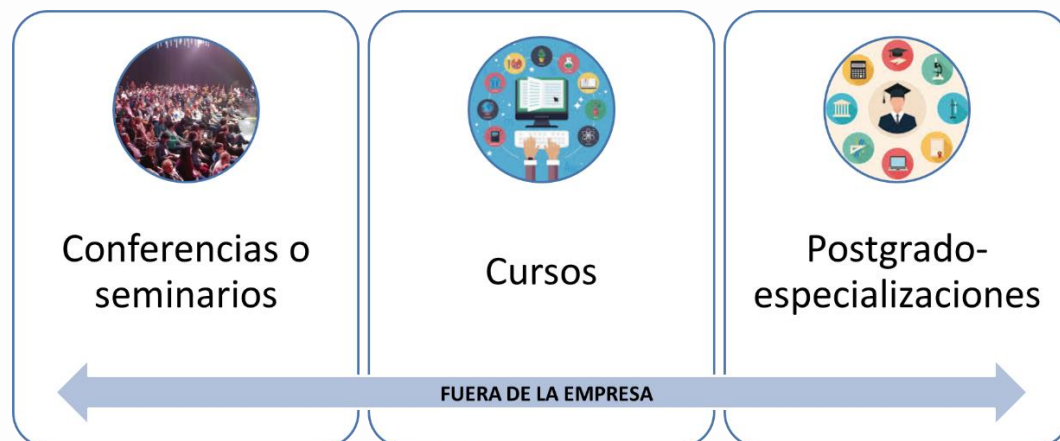 Conferencias o
seminarios
Cursos
Postgrado-
especializaciones
FUERA DE LA EMPRESA